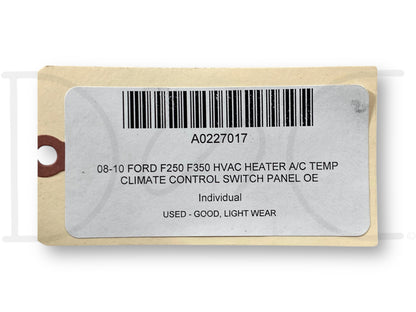 A0227017
08-10 FORD F250 F350 HVAC HEATER A/C TEMP
CLIMATE CONTROL SWITCH PANEL OE
Individual
USED - GOOD, LIGHT WEAR